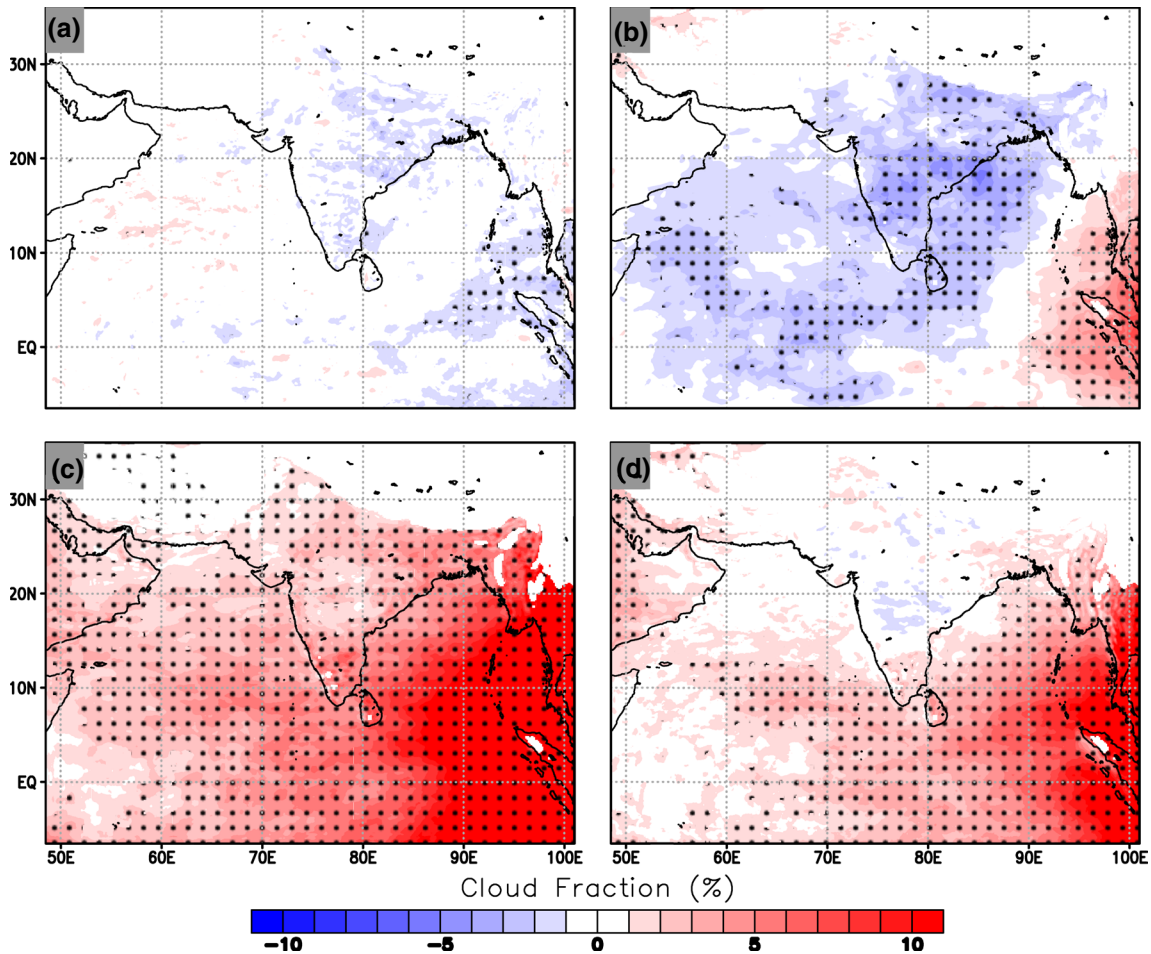 (a)
(b)
30N
20N
10N
EQ
(c)
(d)
30N
20N
10N
EQ
50E 60E 70E 80E 90E 100E 50E 60E 70E 80E 90E 100E
Cloud Fraction (%)
−10 −5 0 5 10